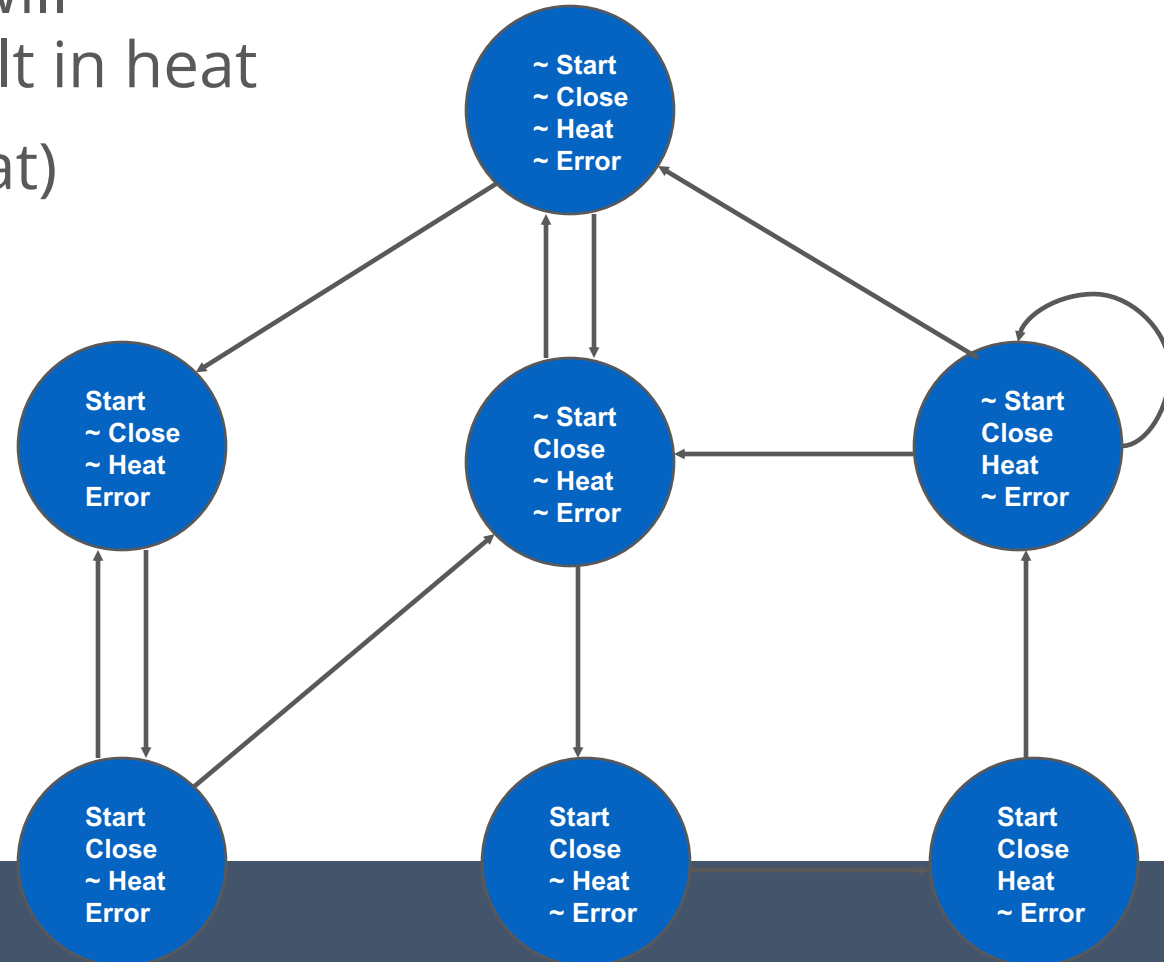 lt in heat
at)
~ Start
~ Close
~ Heat
~ Error
Start
~ Close
~ Heat
Error
~ Start
Close
~ Heat
~ Error
~ Start
Close
Heat
~ Error
Start
Close
~ Heat
Error
Start
Close
~ Heat
~ Error
Start
Close
Heat
~ Error